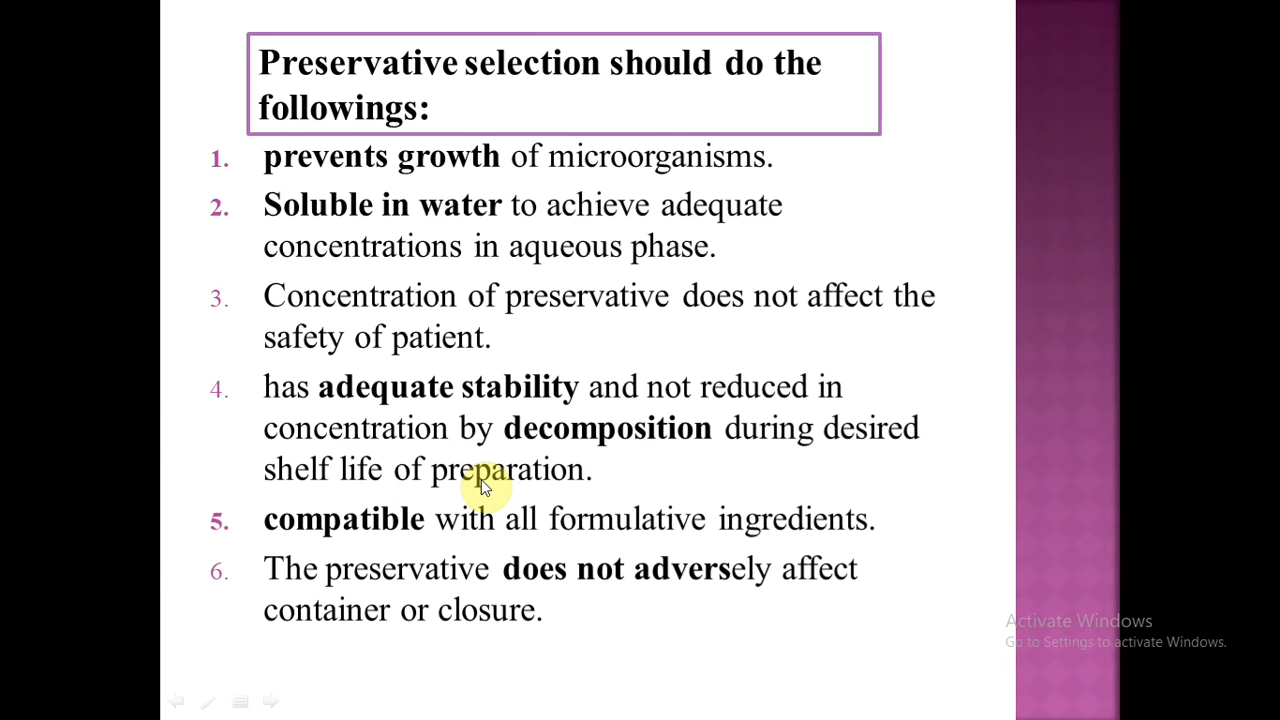 Preservative selection should do the
followings:
1. prevents growth of microorganisms.
2. Soluble in water to achieve adequate
concentrations in aqueous phase.
3. Concentration of preservative does not affect the
safety of patient.
4. has adequate stability and not reduced in
concentration by decomposition during desired
shelf life of preparation.
5. compatible with all formulative ingredients.
6. The preservative does not adversely affect
container or closure.
Activate Windows
Go to Settings to activate Windows.